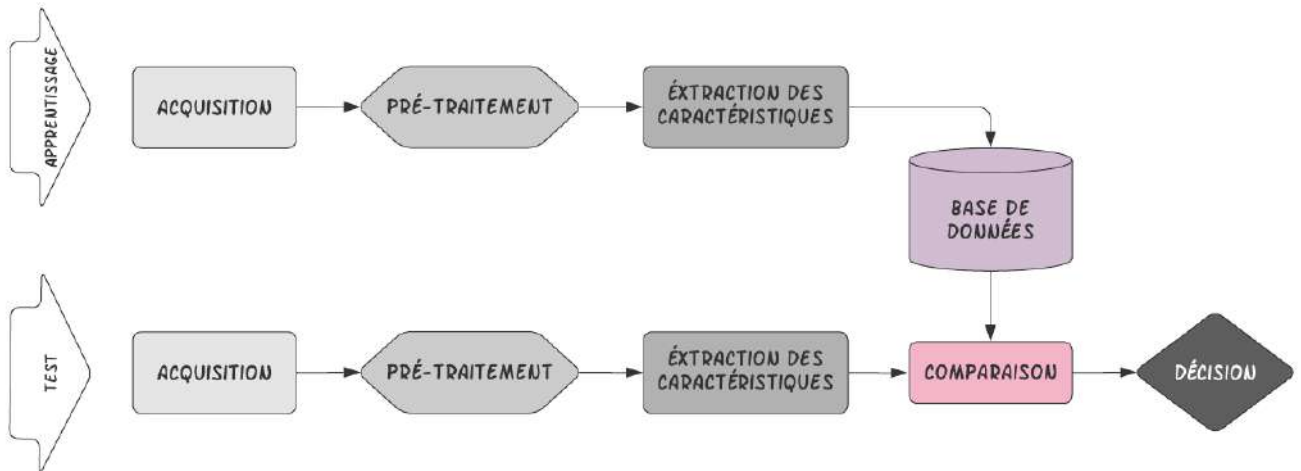 APPRENTISSAGE
ACQUISITION
PRÉ-TRAITEMENT
ÉXTRACTION DES
CARACTÉRISTIQUES
BASE DE
DONNÉES
TEST
ACQUISITION
PRÉ-TRAITEMENT
ÉXTRACTION DES
CARACTÉRISTIQUES
COMPARAISON
DÉCISION